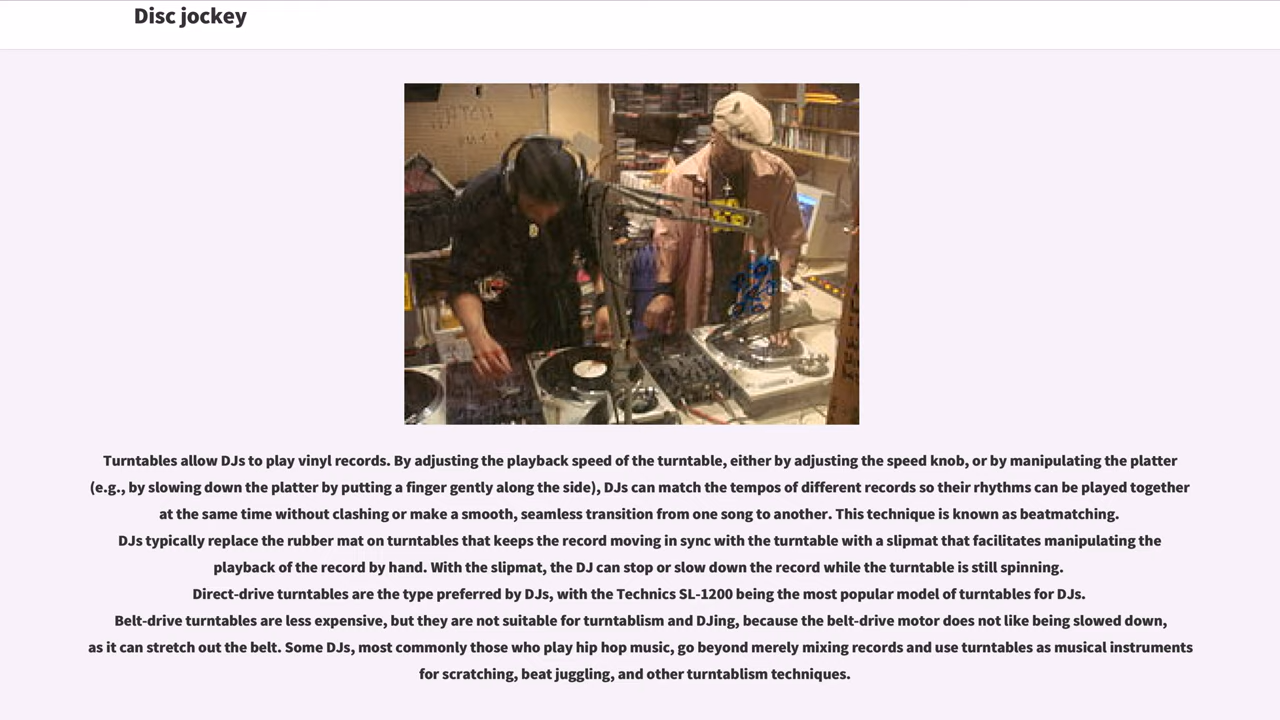 Disc jockey
Turntables allow DJs to play vinyl records. By adjusting the playback speed of the turntable, either by adjusting the speed knob, or by manipulating the platter
(e.g., by slowing down the platter by putting a finger gently along the side), DJs can match the tempos of different records so their rhythms can be played together
at the same time without clashing or make a smooth, seamless transition from one song to another. This technique is known as beatmatching.
DJs typically replace the rubber mat on turntables that keeps the record moving in sync with the turntable with a slipmat that facilitates manipulating the
playback of the record by hand. With the slipmat, the DJ can stop or slow down the record while the turntable is still spinning.
Direct-drive turntables are the type preferred by DJs, with the Technics SL-1200 being the most popular model of turntables for DJs.
Belt-drive turntables are less expensive, but they are not suitable for turntablism and DJing, because the belt-drive motor does not like being slowed down,
as it can stretch out the belt. Some DJs, most commonly those who play hip hop music, go beyond merely mixing records and use turntables as musical instruments
for scratching, beat juggling, and other turntablism techniques.